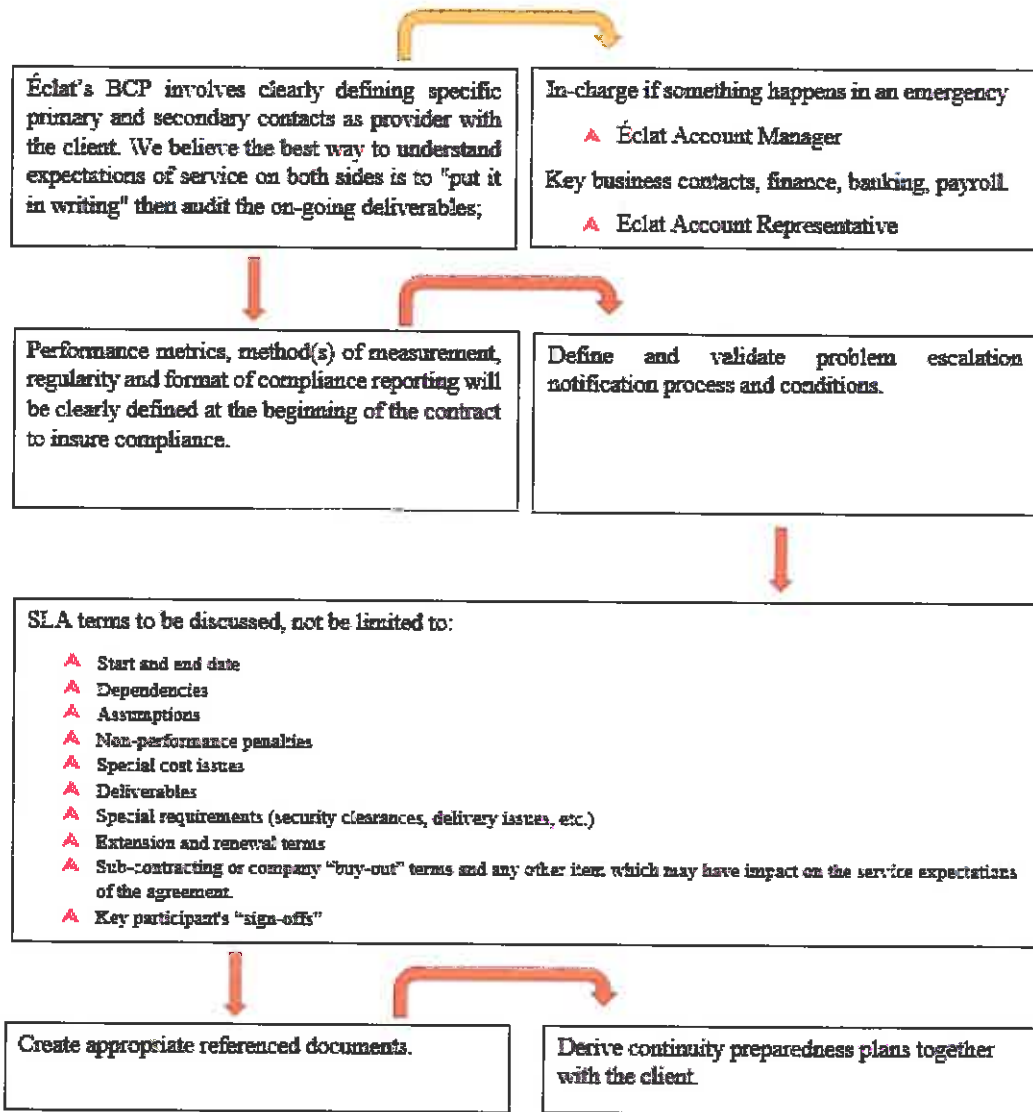 Éclat's BCP involves clearly defining specific
primary and secondary contacts as provider with
the client. We believe the best way to understand
expectations of service on both sides is to "put it
in writing" then audit the on-going deliverables;
In-charge if something happens in an emergency
Éclat Account Manager
Key business contacts, finance, banking, payroll.
Eclat Account Representative
Performance metrics, method(s) of measurement,
regularity and format of compliance reporting will
be clearly defined at the beginning of the contract
to insure compliance.
Define and validate problem escalation
notification process and conditions.
SLA terms to be discussed, not be limited to:
Start and end date
Dependencies
Assumptions
Non-performance penalties
Special cost issues
Deliverables
Special requirements (security clearances, delivery issues, etc.)
Extension and renewal terms
Sub-contracting or company "buy-out" terms and any other item which may have impact on the service expectations
of the agreement.
Key participant's "sign-offs"
Create appropriate referenced documents.
Derive continuity preparedness plans together
with the client.